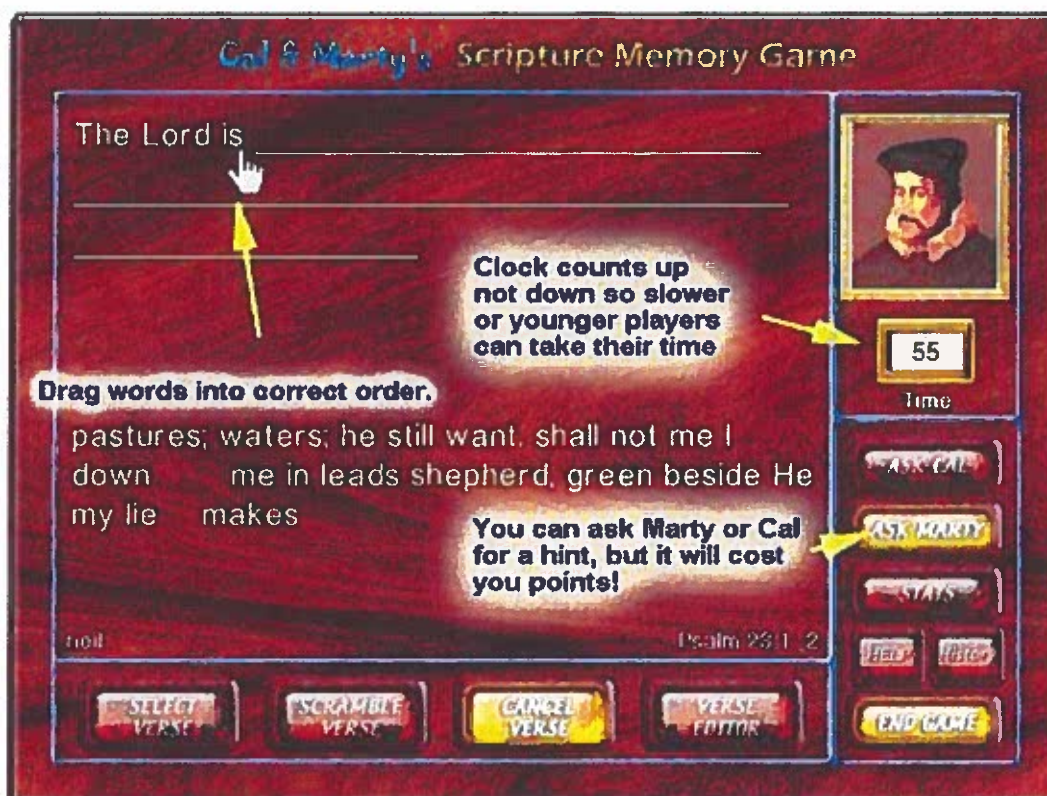 Cal & Marty's Scripture Memory Game
The Lord is
Clock counts up
not down so slower
or younger players
can take their time
55
Time
Drag words into correct order.
pastures; waters; he still want. shall not me I
down me in leads shepherd, green beside He
my lie makes
ASK CAL
You can ask Marty or Cal
for a hint, but it will cost
you points!
ASK MARTY
STATS
neil
Psalm 23:1 2
HELP
SELECT
VERSE
SCRAMBLE
VERSE
CANCEL
VERSE
VERSE
EDITOR
END GAME